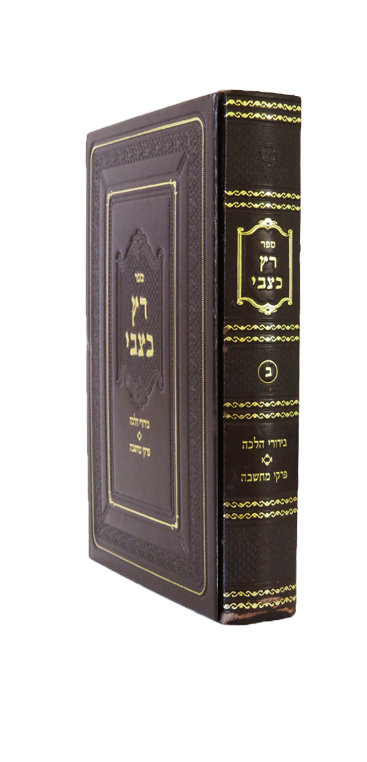 ספר
רץ
כצבי
בירורי הלכה
פרקי מחשבה
ספר
רץ
כצבי
ב
בירורי הלכה
פרקי מחשבה